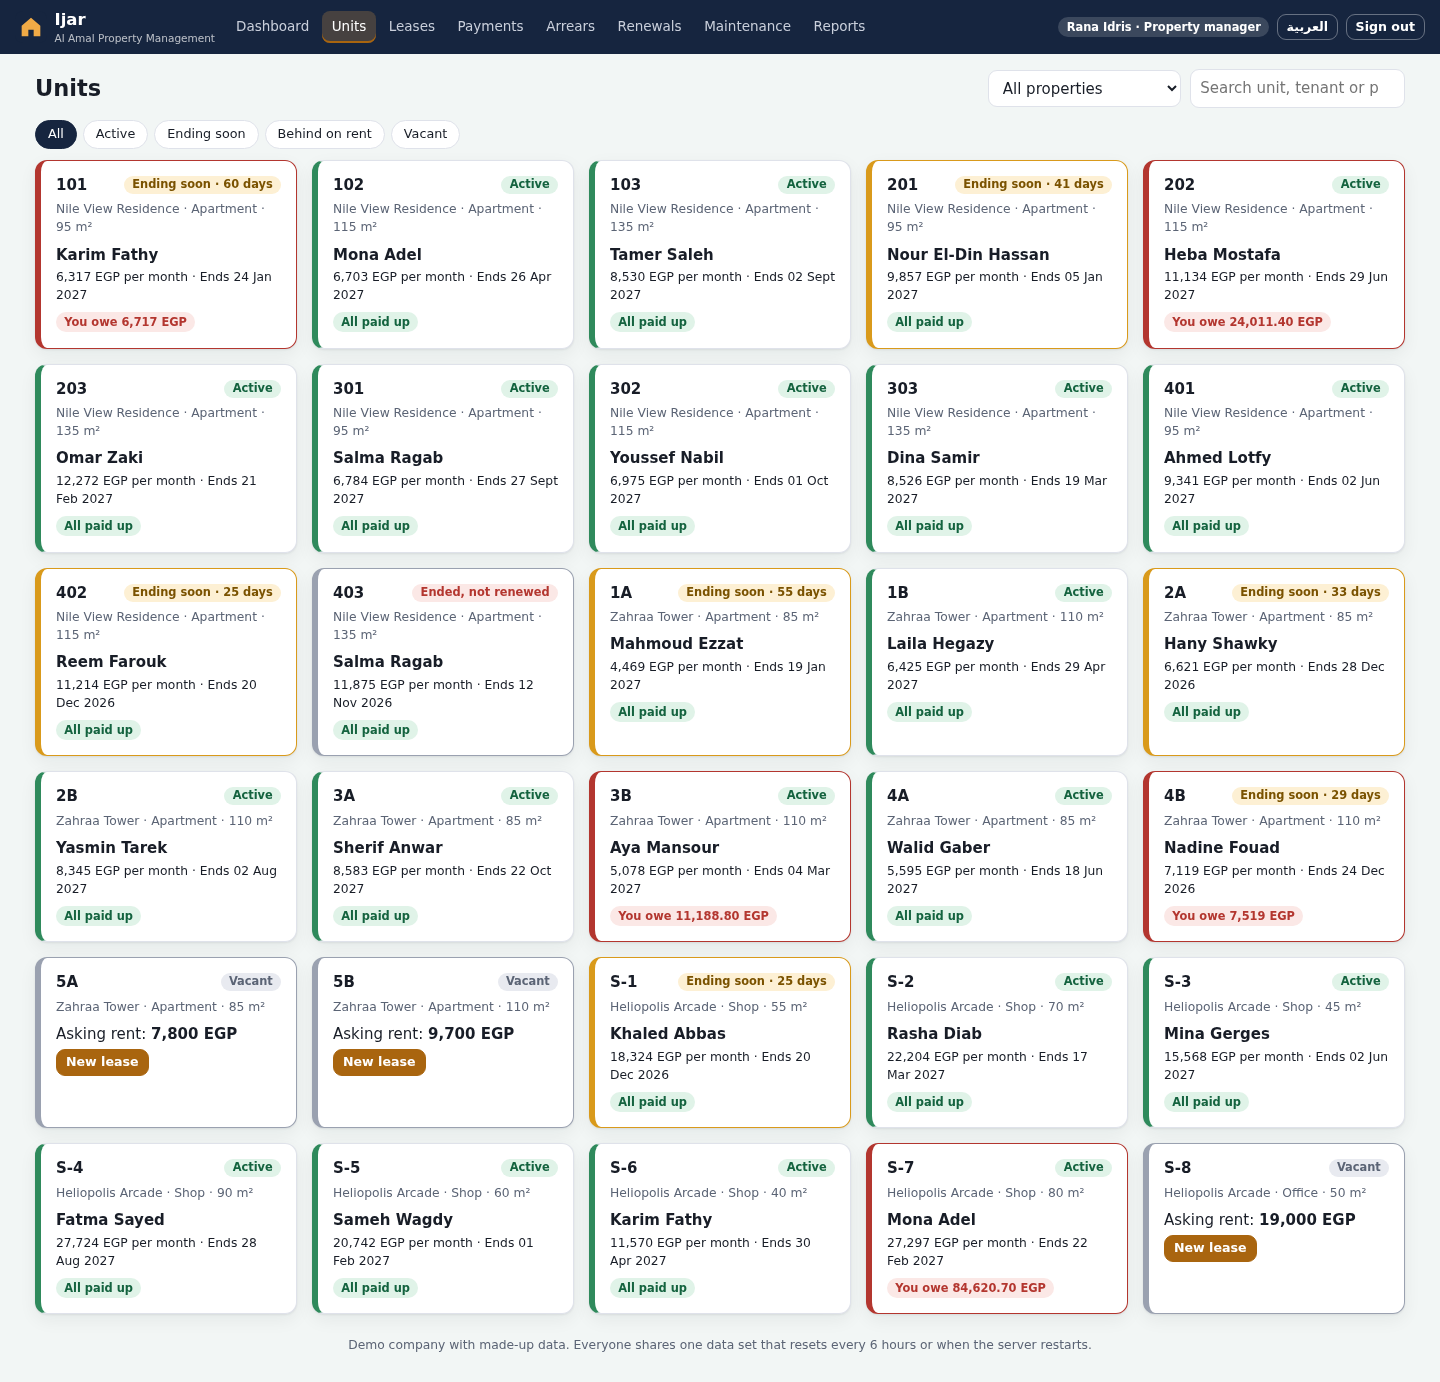 Ijar
Al Amal Property Management
Dashboard Units Leases Payments Arrears Renewals Maintenance Reports
Rana Idris · Property manager العربية Sign out
Units
All properties Search unit, tenant or p
All Active Ending soon Behind on rent Vacant
101 Ending soon · 60 days
Nile View Residence · Apartment ·
95 m²
Karim Fathy
6,317 EGP per month · Ends 24 Jan
2027
You owe 6,717 EGP
102 Active
Nile View Residence · Apartment ·
115 m²
Mona Adel
6,703 EGP per month · Ends 26 Apr
2027
All paid up
103 Active
Nile View Residence · Apartment ·
135 m²
Tamer Saleh
8,530 EGP per month · Ends 02 Sept
2027
All paid up
201 Ending soon · 41 days
Nile View Residence · Apartment ·
95 m²
Nour El-Din Hassan
9,857 EGP per month · Ends 05 Jan
2027
All paid up
202 Active
Nile View Residence · Apartment ·
115 m²
Heba Mostafa
11,134 EGP per month · Ends 29 Jun
2027
You owe 24,011.40 EGP
203 Active
Nile View Residence · Apartment ·
135 m²
Omar Zaki
12,272 EGP per month · Ends 21
Feb 2027
All paid up
301 Active
Nile View Residence · Apartment ·
95 m²
Salma Ragab
6,784 EGP per month · Ends 27 Sept
2027
All paid up
302 Active
Nile View Residence · Apartment ·
115 m²
Youssef Nabil
6,975 EGP per month · Ends 01 Oct
2027
All paid up
303 Active
Nile View Residence · Apartment ·
135 m²
Dina Samir
8,526 EGP per month · Ends 19 Mar
2027
All paid up
401 Active
Nile View Residence · Apartment ·
95 m²
Ahmed Lotfy
9,341 EGP per month · Ends 02 Jun
2027
All paid up
402 Ending soon · 25 days
Nile View Residence · Apartment ·
115 m²
Reem Farouk
11,214 EGP per month · Ends 20
Dec 2026
All paid up
403 Ended, not renewed
Nile View Residence · Apartment ·
135 m²
Salma Ragab
11,875 EGP per month · Ends 12
Nov 2026
All paid up
1A Ending soon · 55 days
Zahraa Tower · Apartment · 85 m²
Mahmoud Ezzat
4,469 EGP per month · Ends 19 Jan
2027
All paid up
1B Active
Zahraa Tower · Apartment · 110 m²
Laila Hegazy
6,425 EGP per month · Ends 29 Apr
2027
All paid up
2A Ending soon · 33 days
Zahraa Tower · Apartment · 85 m²
Hany Shawky
6,621 EGP per month · Ends 28 Dec
2026
All paid up
2B Active
Zahraa Tower · Apartment · 110 m²
Yasmin Tarek
8,345 EGP per month · Ends 02 Aug
2027
All paid up
3A Active
Zahraa Tower · Apartment · 85 m²
Sherif Anwar
8,583 EGP per month · Ends 22 Oct
2027
All paid up
3B Active
Zahraa Tower · Apartment · 110 m²
Aya Mansour
5,078 EGP per month · Ends 04 Mar
2027
You owe 11,188.80 EGP
4A Active
Zahraa Tower · Apartment · 85 m²
Walid Gaber
5,595 EGP per month · Ends 18 Jun
2027
All paid up
4B Ending soon · 29 days
Zahraa Tower · Apartment · 110 m²
Nadine Fouad
7,119 EGP per month · Ends 24 Dec
2026
You owe 7,519 EGP
5A Vacant
Zahraa Tower · Apartment · 85 m²
Asking rent: 7,800 EGP
New lease
5B Vacant
Zahraa Tower · Apartment · 110 m²
Asking rent: 9,700 EGP
New lease
S-1 Ending soon · 25 days
Heliopolis Arcade · Shop · 55 m²
Khaled Abbas
18,324 EGP per month · Ends 20
Dec 2026
All paid up
S-2 Active
Heliopolis Arcade · Shop · 70 m²
Rasha Diab
22,204 EGP per month · Ends 17
Mar 2027
All paid up
S-3 Active
Heliopolis Arcade · Shop · 45 m²
Mina Gerges
15,568 EGP per month · Ends 02 Jun
2027
All paid up
S-4 Active
Heliopolis Arcade · Shop · 90 m²
Fatma Sayed
27,724 EGP per month · Ends 28
Aug 2027
All paid up
S-5 Active
Heliopolis Arcade · Shop · 60 m²
Sameh Wagdy
20,742 EGP per month · Ends 01
Feb 2027
All paid up
S-6 Active
Heliopolis Arcade · Shop · 40 m²
Karim Fathy
11,570 EGP per month · Ends 30
Apr 2027
All paid up
S-7 Active
Heliopolis Arcade · Shop · 80 m²
Mona Adel
27,297 EGP per month · Ends 22
Feb 2027
You owe 84,620.70 EGP
S-8 Vacant
Heliopolis Arcade · Office · 50 m²
Asking rent: 19,000 EGP
New lease
Demo company with made-up data. Everyone shares one data set that resets every 6 hours or when the server restarts.